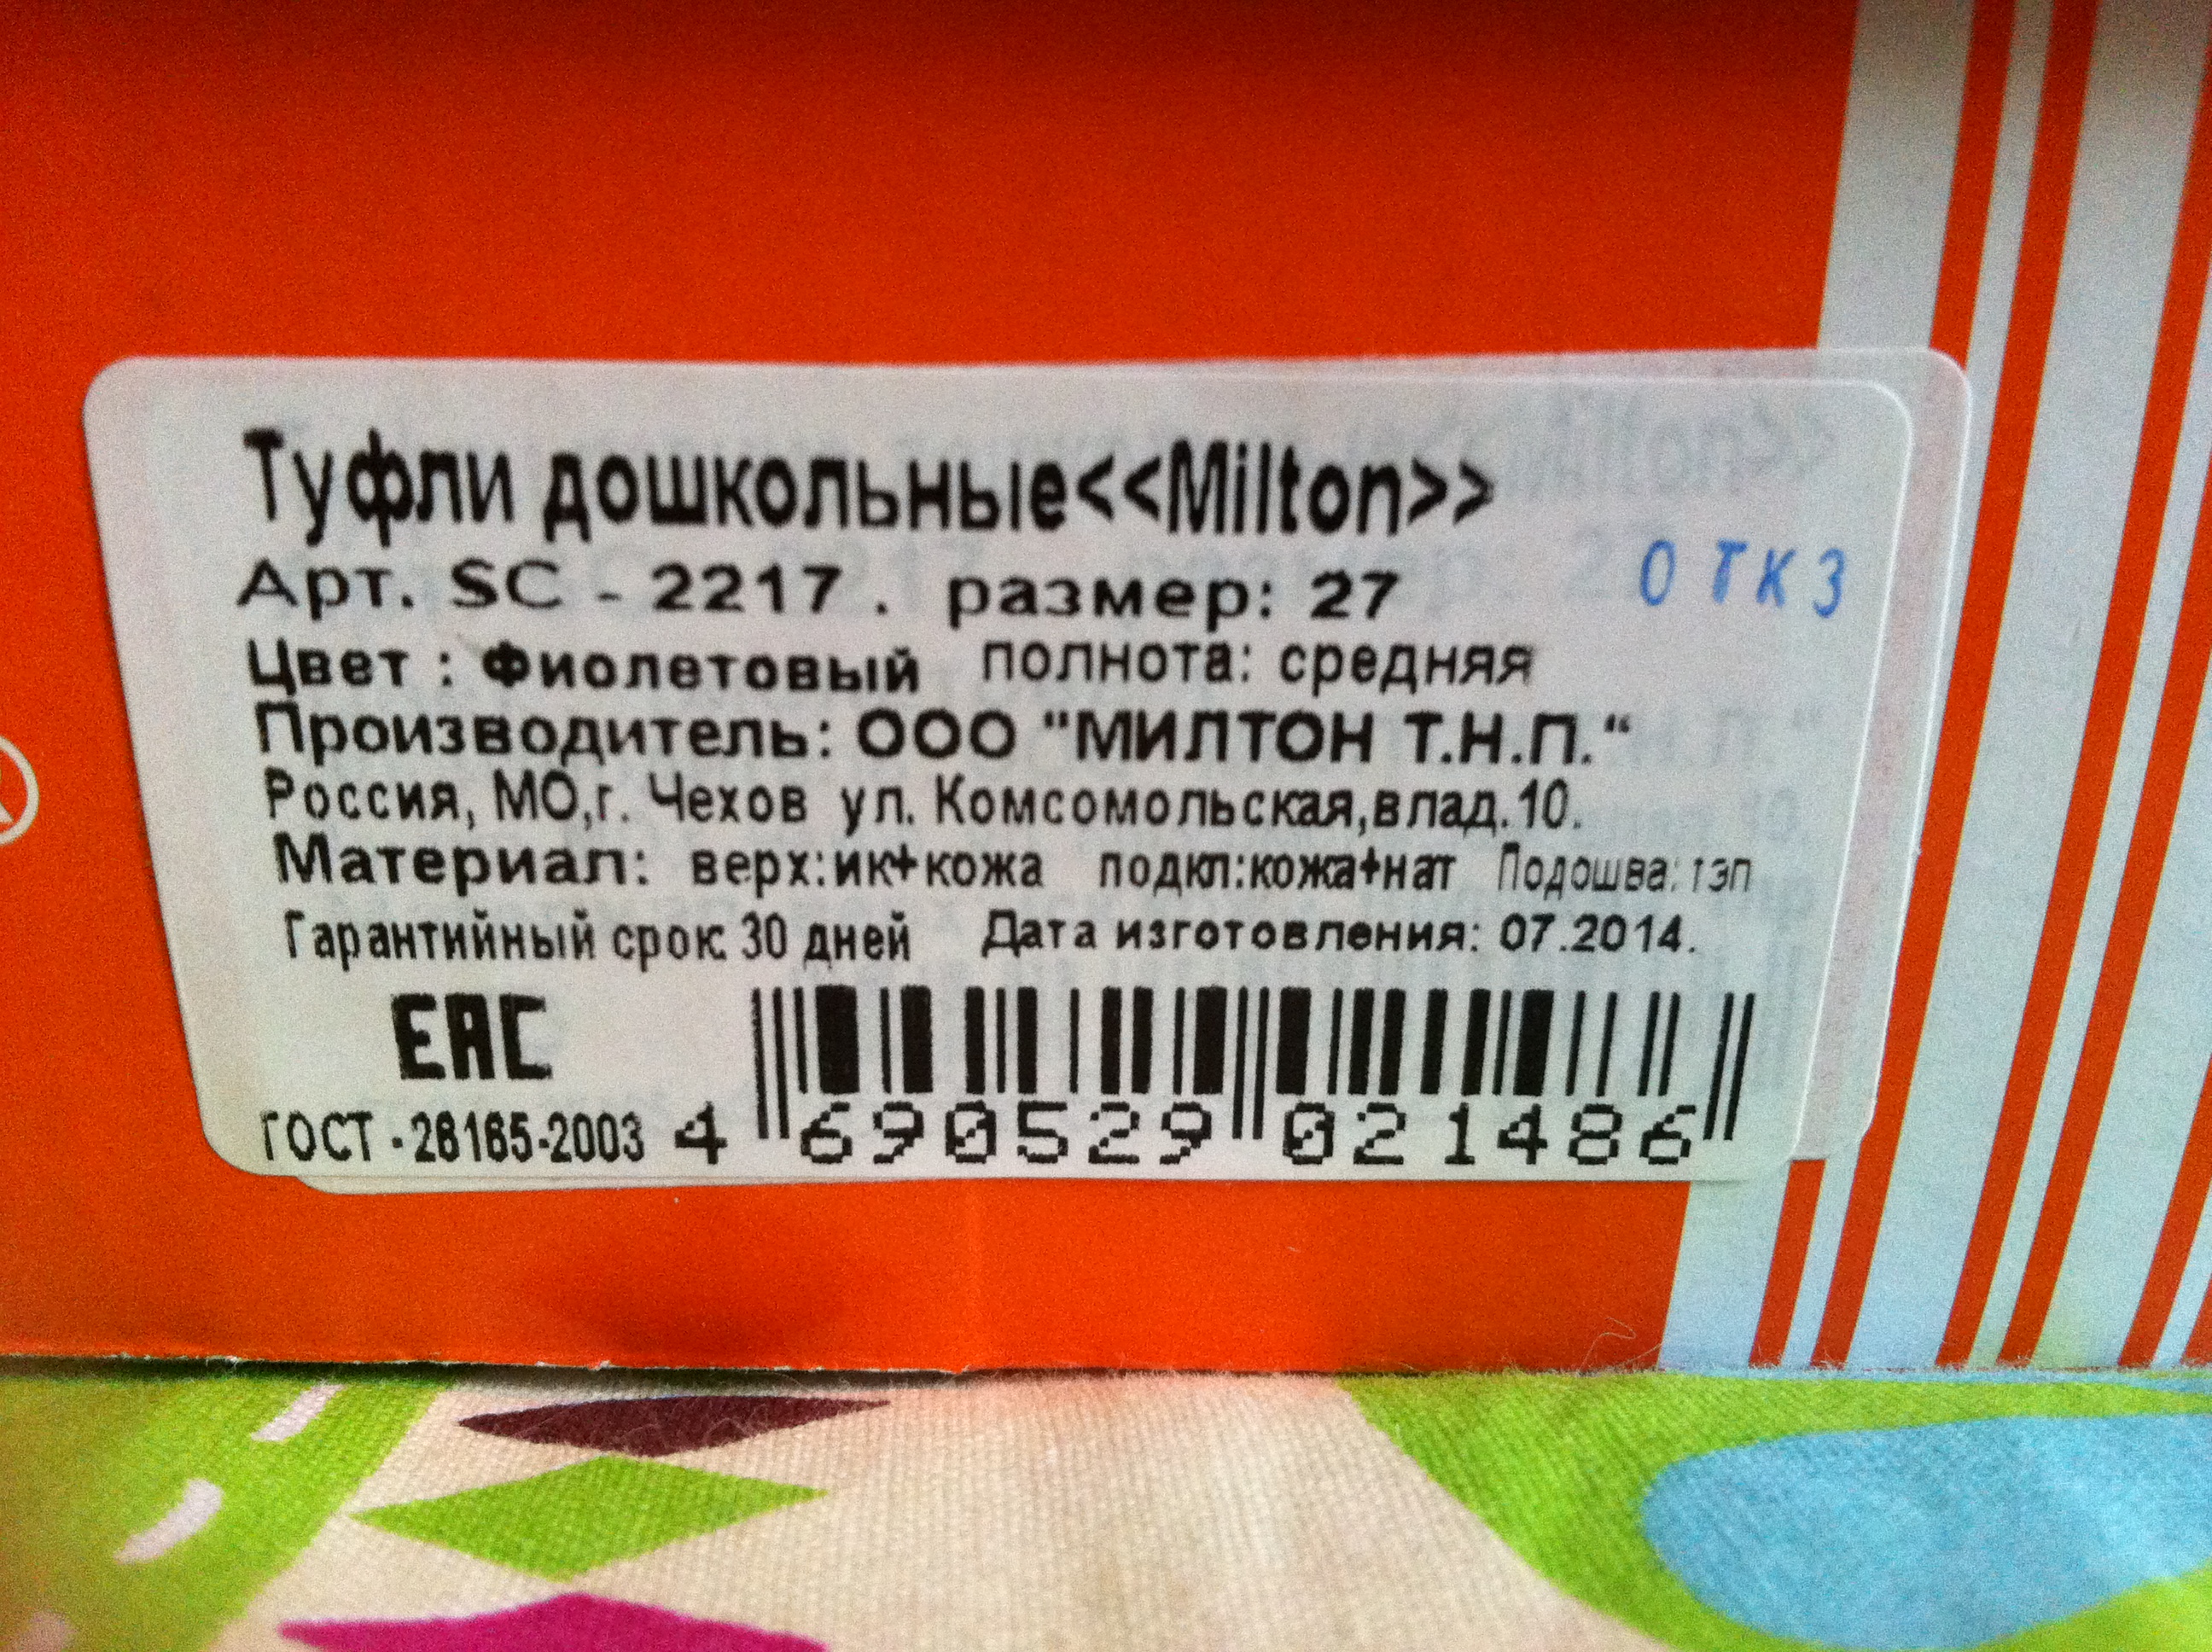 Туфли дошкольные<<Milton>>
Арт. SC - 2217 . размер: 27
О ТК 3
Цвет : Фиолетовый полнота: средняя
Производитель: ООО "МИЛТОН Т.Н.П.“
Россия, МО,г. Чехов ул. Комсомольская,влад.10.
Материал: верх:ик+кожа подкл:кожа+нат Подошва: тэп
Гарантийный срок: 30 дней Дата изготовления: 07.2014.
EAC
ГОСТ - 26165-2003 4 690529 021486